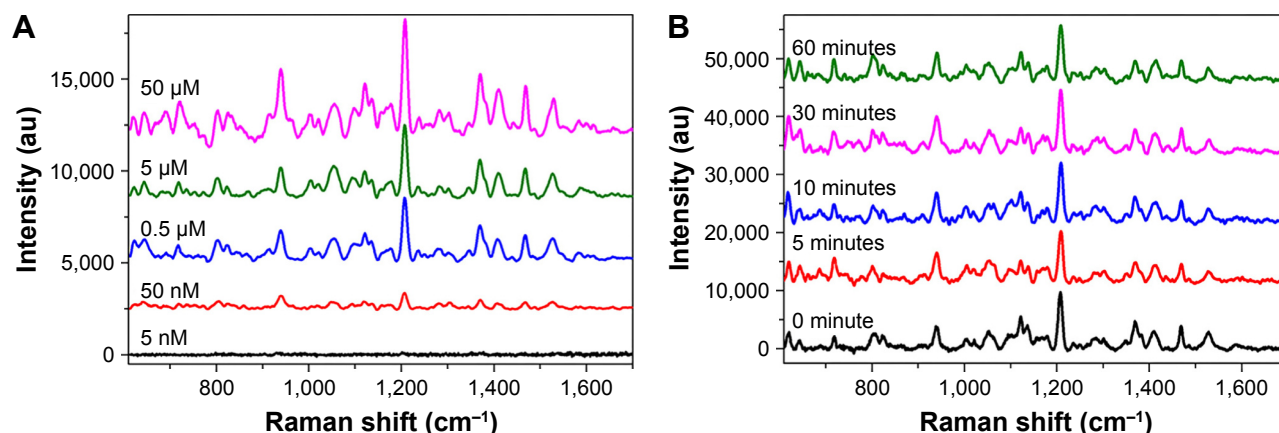 A
50 µM
5 µM
0.5 µM
50 nM
5 nM
15,000
10,000
5,000
0
Intensity (au)
800
1,000
1,200
1,400
1,600
Raman shift (cm⁻¹)
B
60 minutes
30 minutes
10 minutes
5 minutes
0 minute
50,000
40,000
30,000
20,000
10,000
0
Intensity (au)
800
1,000
1,200
1,400
1,600
Raman shift (cm⁻¹)